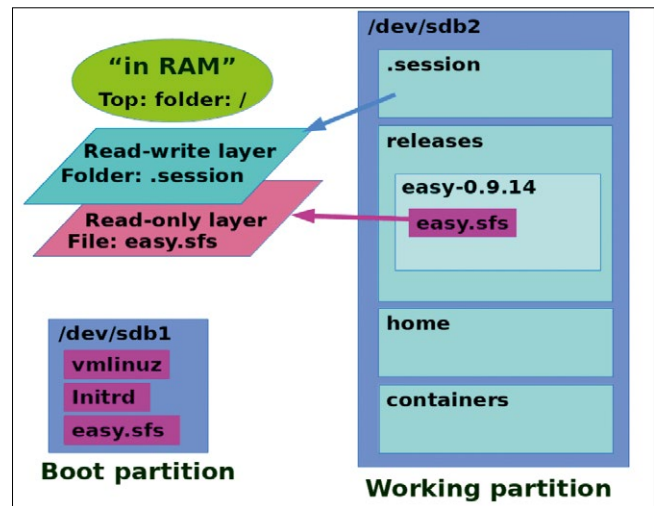 “in RAM”
Top: folder: /
Read-write layer
Folder: .session
Read-only layer
File: easy.sfs
/dev/sdb1
vmlinuz
Initrd
easy.sfs
Boot partition
/dev/sdb2
.session
releases
easy-0.9.14
easy.sfs
home
containers
Working partition